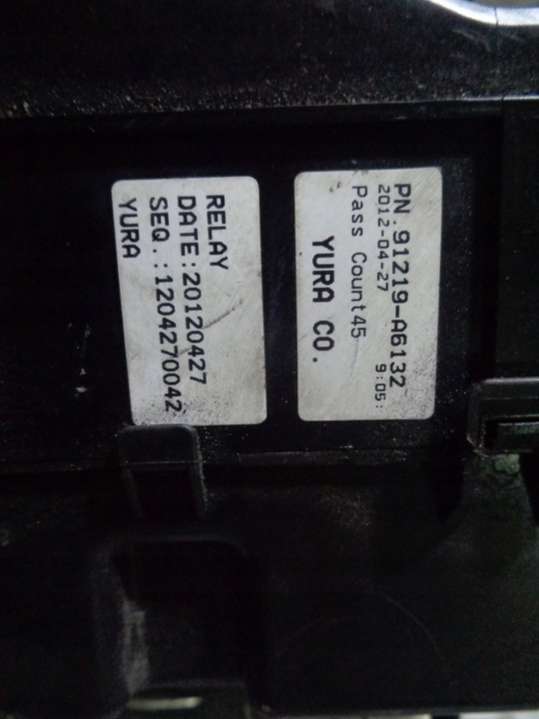 PN.91219-A6132
2012-04-27 9:05:
Pass Count45
YURA CO.
RELAY
DATE:20120427
SEQ.:1204270042
YURA